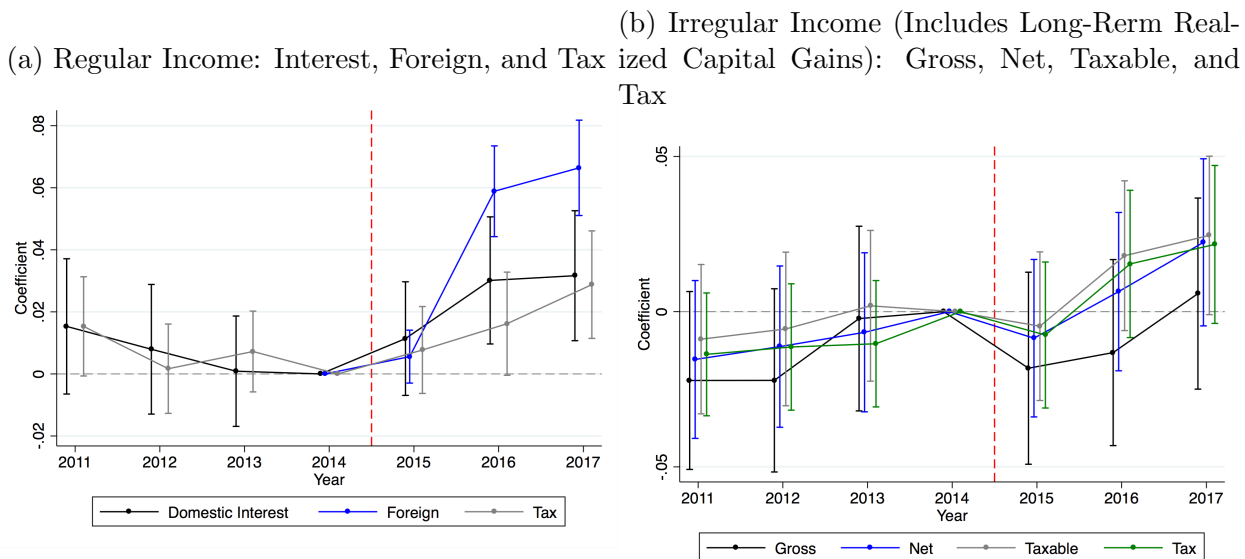 (a) Regular Income: Interest, Foreign, and Tax
.08
.06
.04
.02
0
-.02
Coefficient
2011 2012 2013 2014 2015 2016 2017
Year
Domestic Interest Foreign Tax
(b) Irregular Income (Includes Long-Rerm Real-
ized Capital Gains): Gross, Net, Taxable, and
Tax
.05
0
-.05
Coefficient
2011 2012 2013 2014 2015 2016 2017
Year
Gross Net Taxable Tax